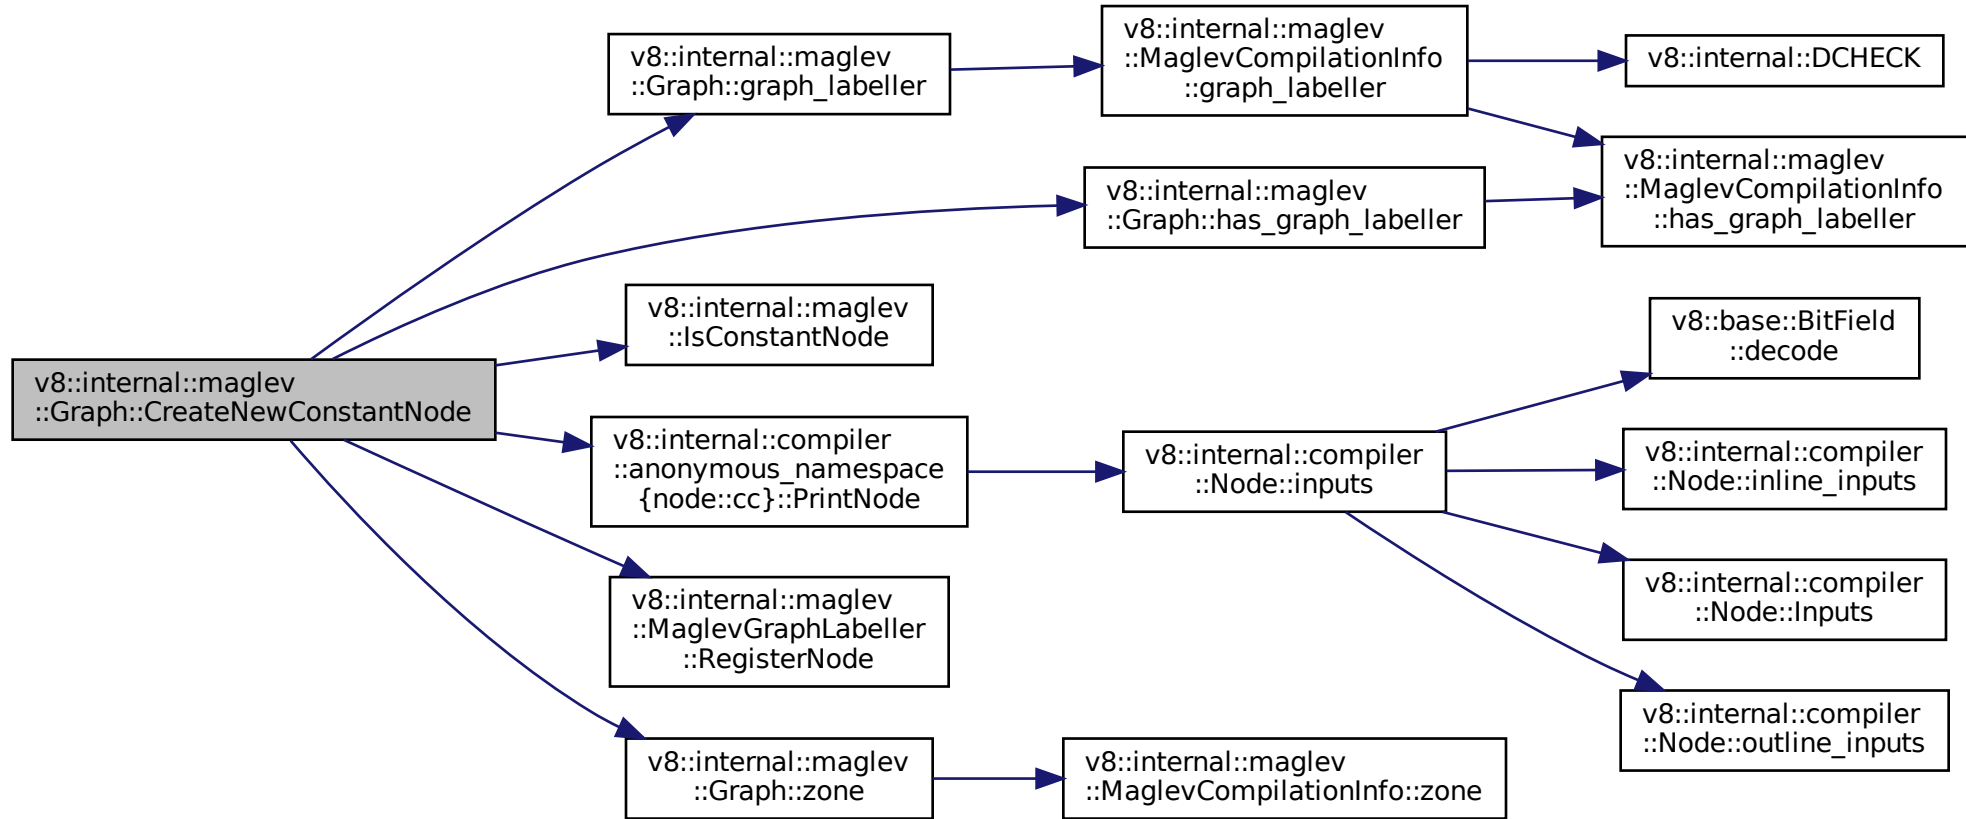 v8::internal::maglev
::Graph::CreateNewConstantNode
v8::internal::maglev
::Graph::graph_labeller
v8::internal::maglev
::MaglevCompilationInfo
::graph_labeller
v8::internal::DCHECK
v8::internal::maglev
::MaglevCompilationInfo
::has_graph_labeller
v8::internal::maglev
::Graph::has_graph_labeller
v8::internal::maglev
::IsConstantNode
v8::internal::compiler
::anonymous_namespace
{node::cc}::PrintNode
v8::internal::compiler
::Node::inputs
v8::base::BitField
::decode
v8::internal::compiler
::Node::inline_inputs
v8::internal::compiler
::Node::Inputs
v8::internal::compiler
::Node::outline_inputs
v8::internal::maglev
::MaglevGraphLabeller
::RegisterNode
v8::internal::maglev
::Graph::zone
v8::internal::maglev
::MaglevCompilationInfo::zone